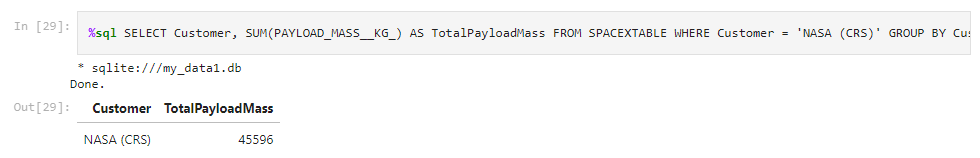 In [29]: %sql SELECT Customer, SUM(PAYLOAD_MASS__KG_) AS TotalPayloadMass FROM SPACEXTABLE WHERE Customer = 'NASA (CRS)' GROUP BY Cus
* sqlite:///my_data1.db
Done.
Out[29]: Customer TotalPayloadMass
NASA (CRS) 45596